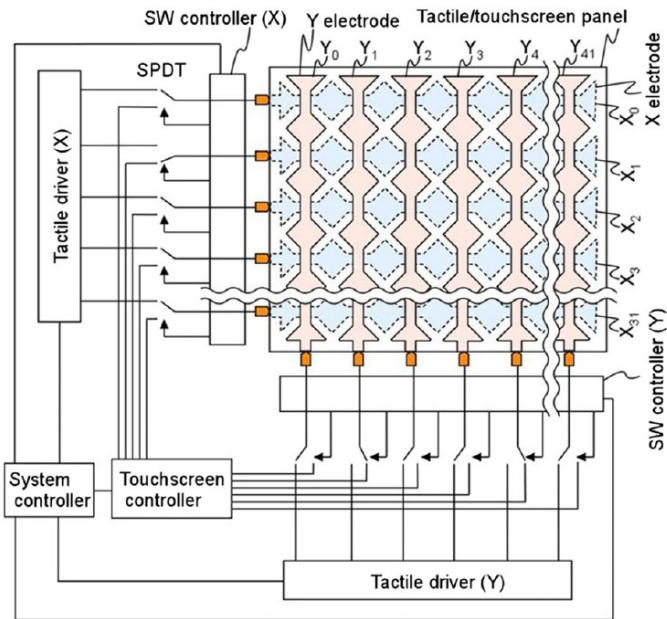 SW controller (X)
Y electrode
Tactile/touchscreen panel
Y0
Y1
Y2
Y3
Y4
Y41
SPDT
X electrode
X0
X1
X2
X3
X31
Tactile driver (X)
SW controller (Y)
System
controller
Touchscreen
controller
Tactile driver (Y)